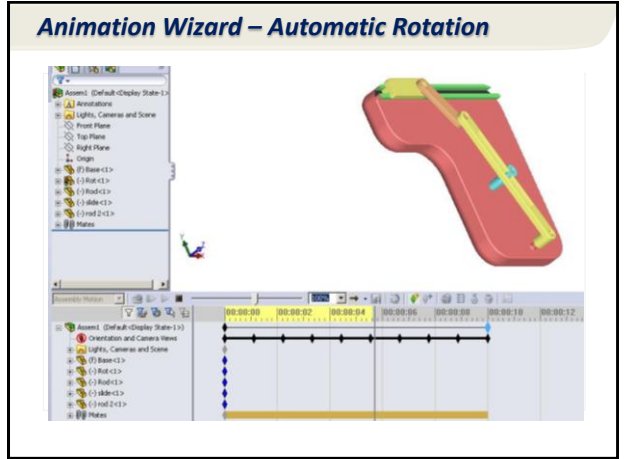 Animation Wizard – Automatic Rotation
Assem1 (Default<Display State-1>
Annotations
Lights, Cameras and Scene
Front Plane
Top Plane
Right Plane
Origin
(f) Base<1>
(-) Rot<1>
(-) Rod<1>
(-) slide<1>
(-) rod 2<1>
Mates
Assembly Motion 100%
00:00:00 00:00:02 00:00:04 00:00:06 00:00:08 00:00:10 00:00:12
Assem1 (Default<Display State-1>)
Orientation and Camera Views
Lights, Cameras and Scene
(f) Base<1>
(-) Rot<1>
(-) Rod<1>
(-) slide<1>
(-) rod 2<1>
Mates